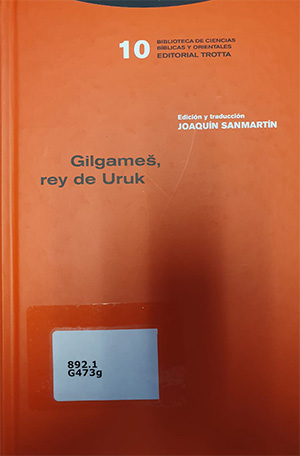 10
BIBLIOTECA DE CIENCIAS
BÍBLICAS Y ORIENTALES
EDITORIAL TROTTA
Edición y traducción
JOAQUÍN SANMARTÍN
Gilgameš,
rey de Uruk
892.1
G473g